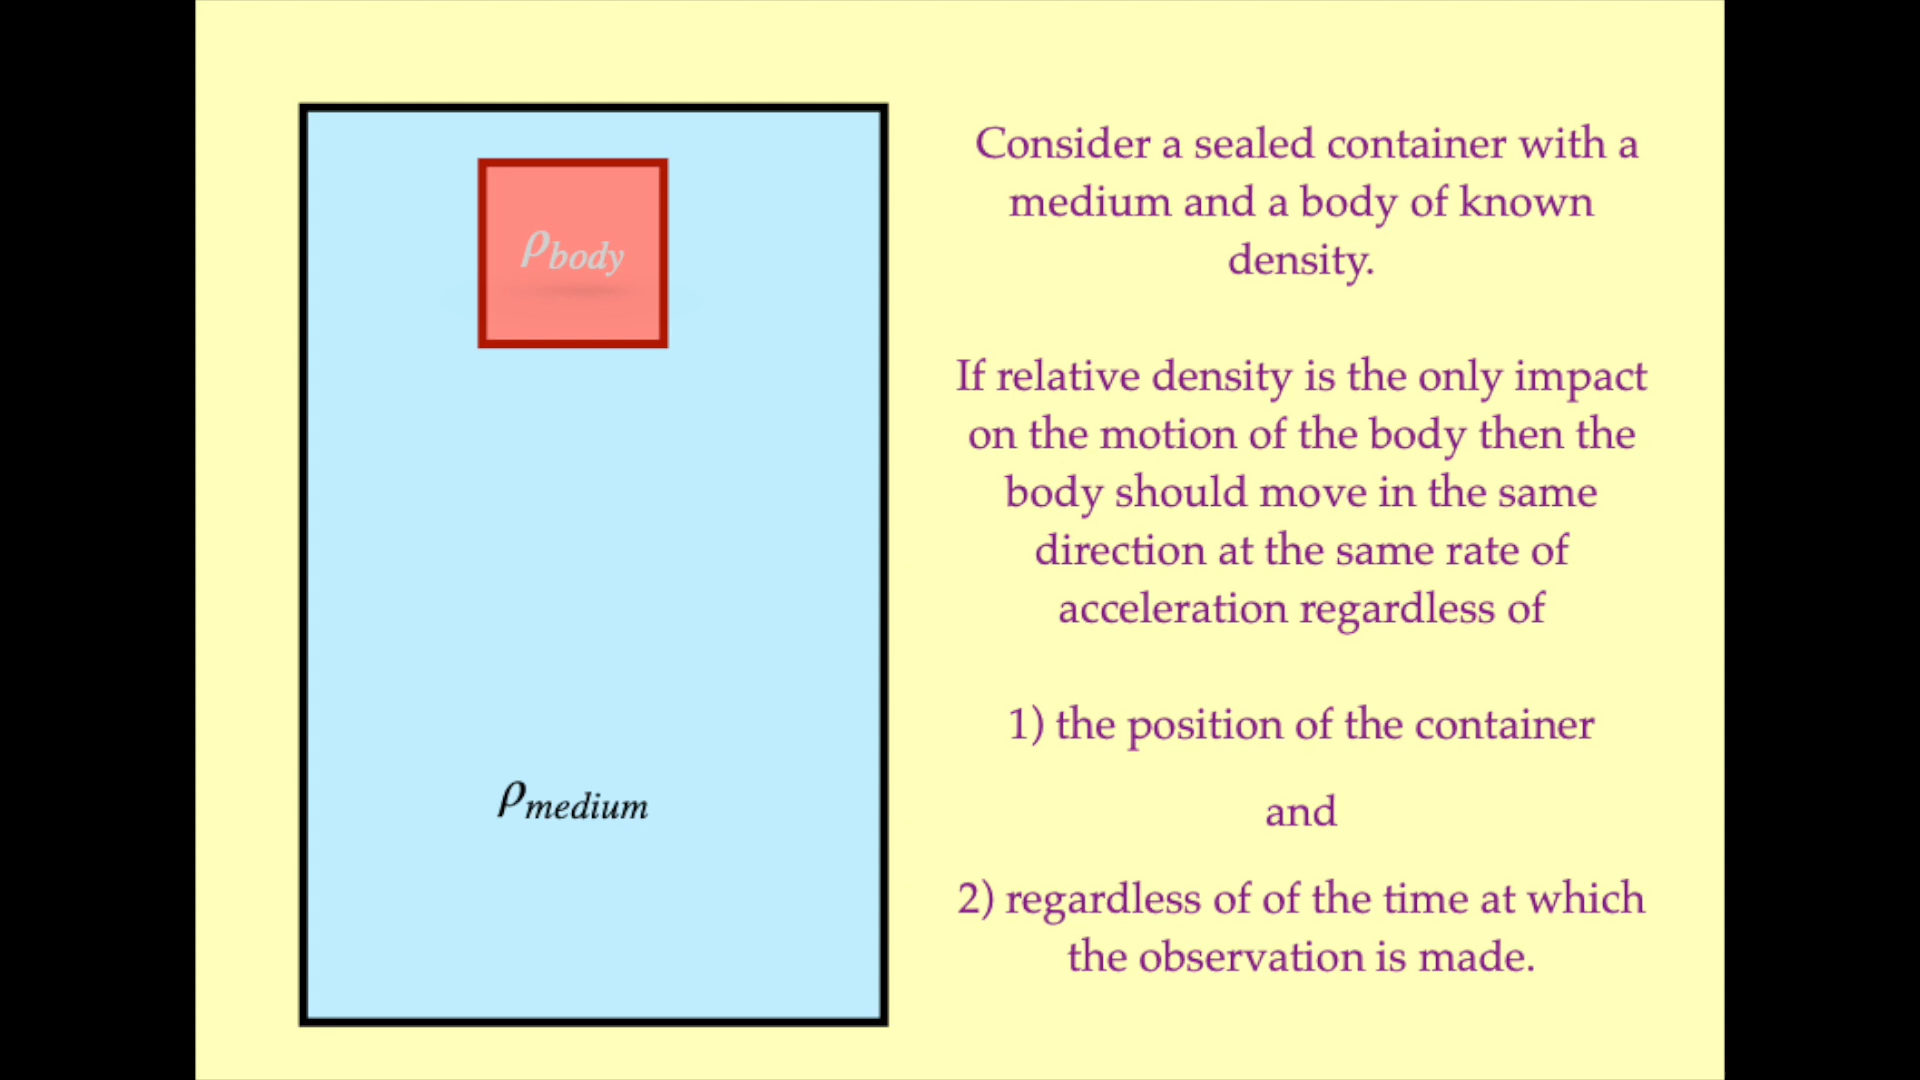 ρbody
ρmedium
Consider a sealed container with a
medium and a body of known
density.
If relative density is the only impact
on the motion of the body then the
body should move in the same
direction at the same rate of
acceleration regardless of
1) the position of the container
and
2) regardless of of the time at which
the observation is made.